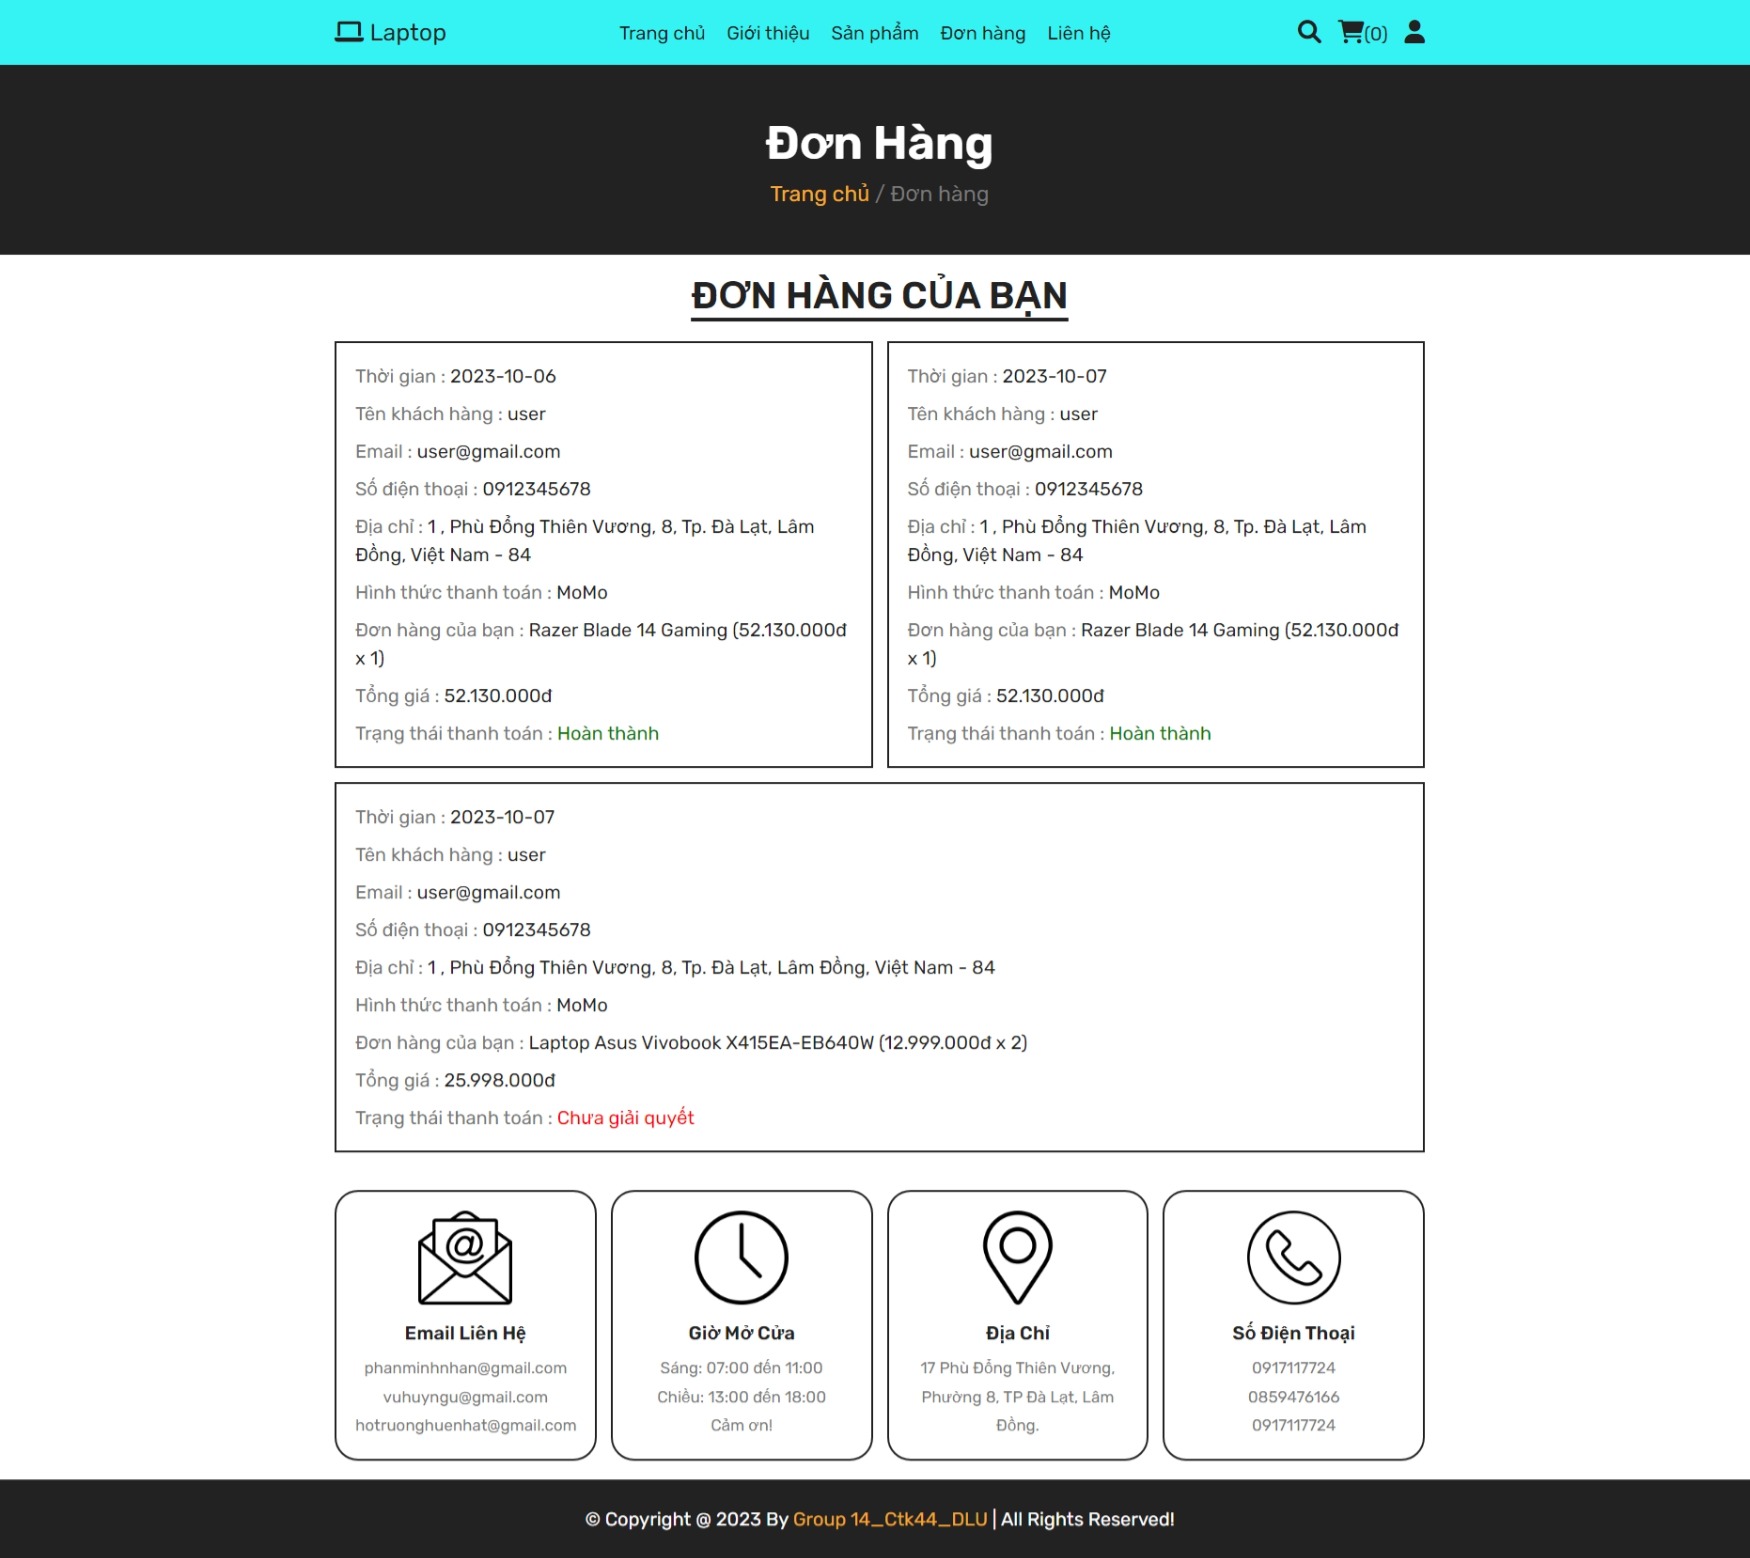 Laptop
Trang chủ Giới thiệu Sản phẩm Đơn hàng Liên hệ
(0)
Đơn Hàng
Trang chủ / Đơn hàng
ĐƠN HÀNG CỦA BẠN
Thời gian : 2023-10-06
Tên khách hàng : user
Email : user@gmail.com
Số điện thoại : 0912345678
Địa chỉ : 1 , Phù Đổng Thiên Vương, 8, Tp. Đà Lạt, Lâm
Đồng, Việt Nam - 84
Hình thức thanh toán : MoMo
Đơn hàng của bạn : Razer Blade 14 Gaming (52.130.000đ
x 1)
Tổng giá : 52.130.000đ
Trạng thái thanh toán : Hoàn thành
Thời gian : 2023-10-07
Tên khách hàng : user
Email : user@gmail.com
Số điện thoại : 0912345678
Địa chỉ : 1 , Phù Đổng Thiên Vương, 8, Tp. Đà Lạt, Lâm
Đồng, Việt Nam - 84
Hình thức thanh toán : MoMo
Đơn hàng của bạn : Razer Blade 14 Gaming (52.130.000đ
x 1)
Tổng giá : 52.130.000đ
Trạng thái thanh toán : Hoàn thành
Thời gian : 2023-10-07
Tên khách hàng : user
Email : user@gmail.com
Số điện thoại : 0912345678
Địa chỉ : 1 , Phù Đổng Thiên Vương, 8, Tp. Đà Lạt, Lâm Đồng, Việt Nam - 84
Hình thức thanh toán : MoMo
Đơn hàng của bạn : Laptop Asus Vivobook X415EA-EB640W (12.999.000đ x 2)
Tổng giá : 25.998.000đ
Trạng thái thanh toán : Chưa giải quyết
Email Liên Hệ
phanminhnhan@gmail.com
vuhuyngu@gmail.com
hotruonghuenhat@gmail.com
Giờ Mở Cửa
Sáng: 07:00 đến 11:00
Chiều: 13:00 đến 18:00
Cảm ơn!
Địa Chỉ
17 Phù Đổng Thiên Vương,
Phường 8, TP Đà Lạt, Lâm
Đồng.
Số Điện Thoại
0917117724
0859476166
0917117724
© Copyright @ 2023 By Group 14_Ctk44_DLU | All Rights Reserved!